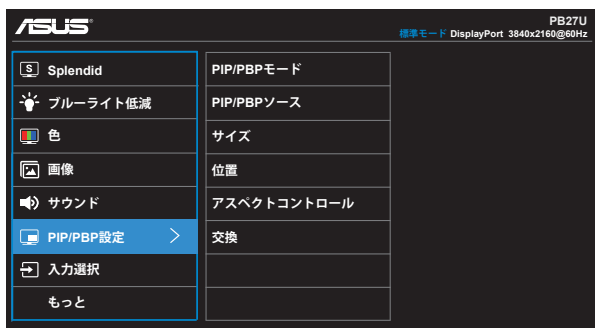 ASUS
PB27U
標準モード DisplayPort 3840x2160@60Hz
S Splendid
ブルーライト低減
色
画像
サウンド
PIP/PBP設定
入力選択
もっと
PIP/PBPモード
PIP/PBPソース
サイズ
位置
アスペクトコントロール
交換